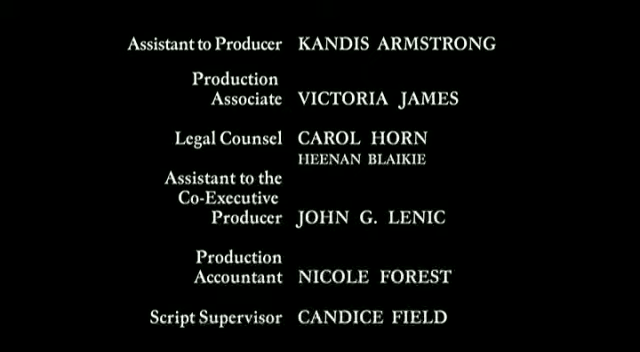 Assistant to Producer KANDIS ARMSTRONG
Production
Associate VICTORIA JAMES
Legal Counsel CAROL HORN
HEENAN BLAIKIE
Assistant to the
Co-Executive
Producer JOHN G. LENIC
Production
Accountant NICOLE FOREST
Script Supervisor CANDICE FIELD